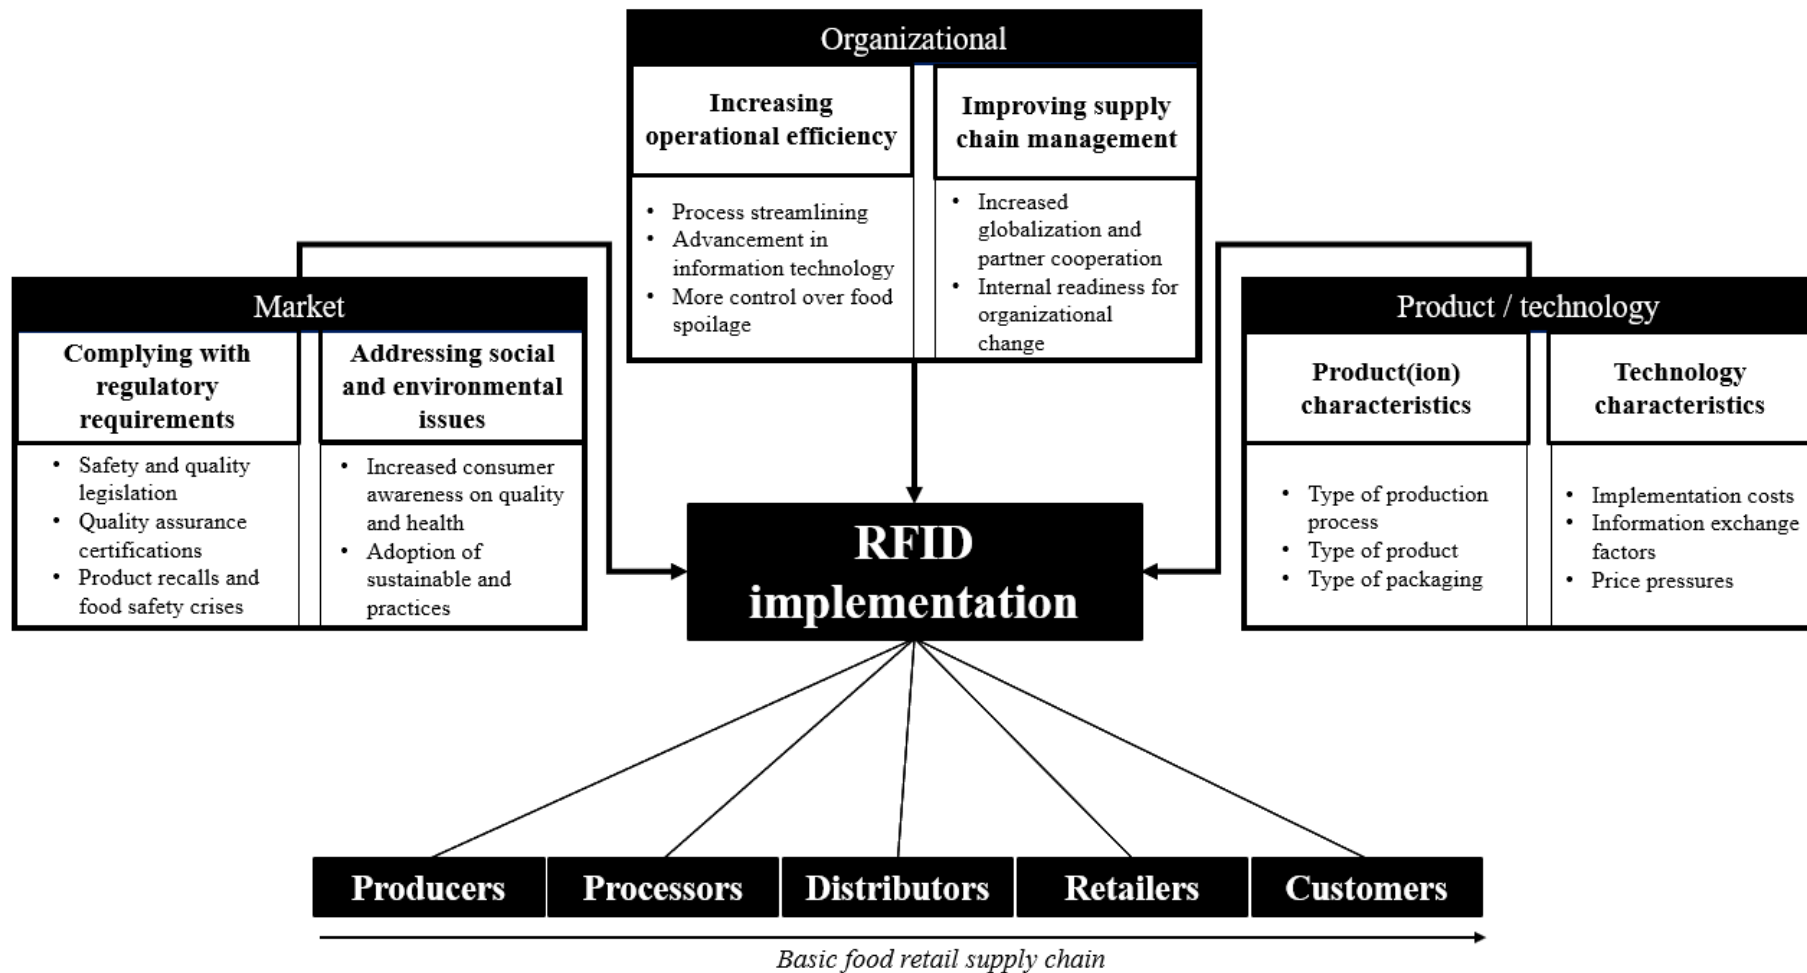 Organizational
Increasing
operational efficiency
• Process streamlining
• Advancement in
information technology
• More control over food
spoilage
Improving supply
chain management
• Increased
globalization and
partner cooperation
• Internal readiness for
organizational
change
Market
Complying with
regulatory
requirements
• Safety and quality
legislation
• Quality assurance
certifications
• Product recalls and
food safety crises
Addressing social
and environmental
issues
• Increased consumer
awareness on quality
and health
• Adoption of
sustainable and
practices
Product / technology
Product(ion)
characteristics
• Type of production
process
• Type of product
• Type of packaging
Technology
characteristics
• Implementation costs
• Information exchange
factors
• Price pressures
RFID
implementation
Producers
Processors
Distributors
Retailers
Customers
Basic food retail supply chain